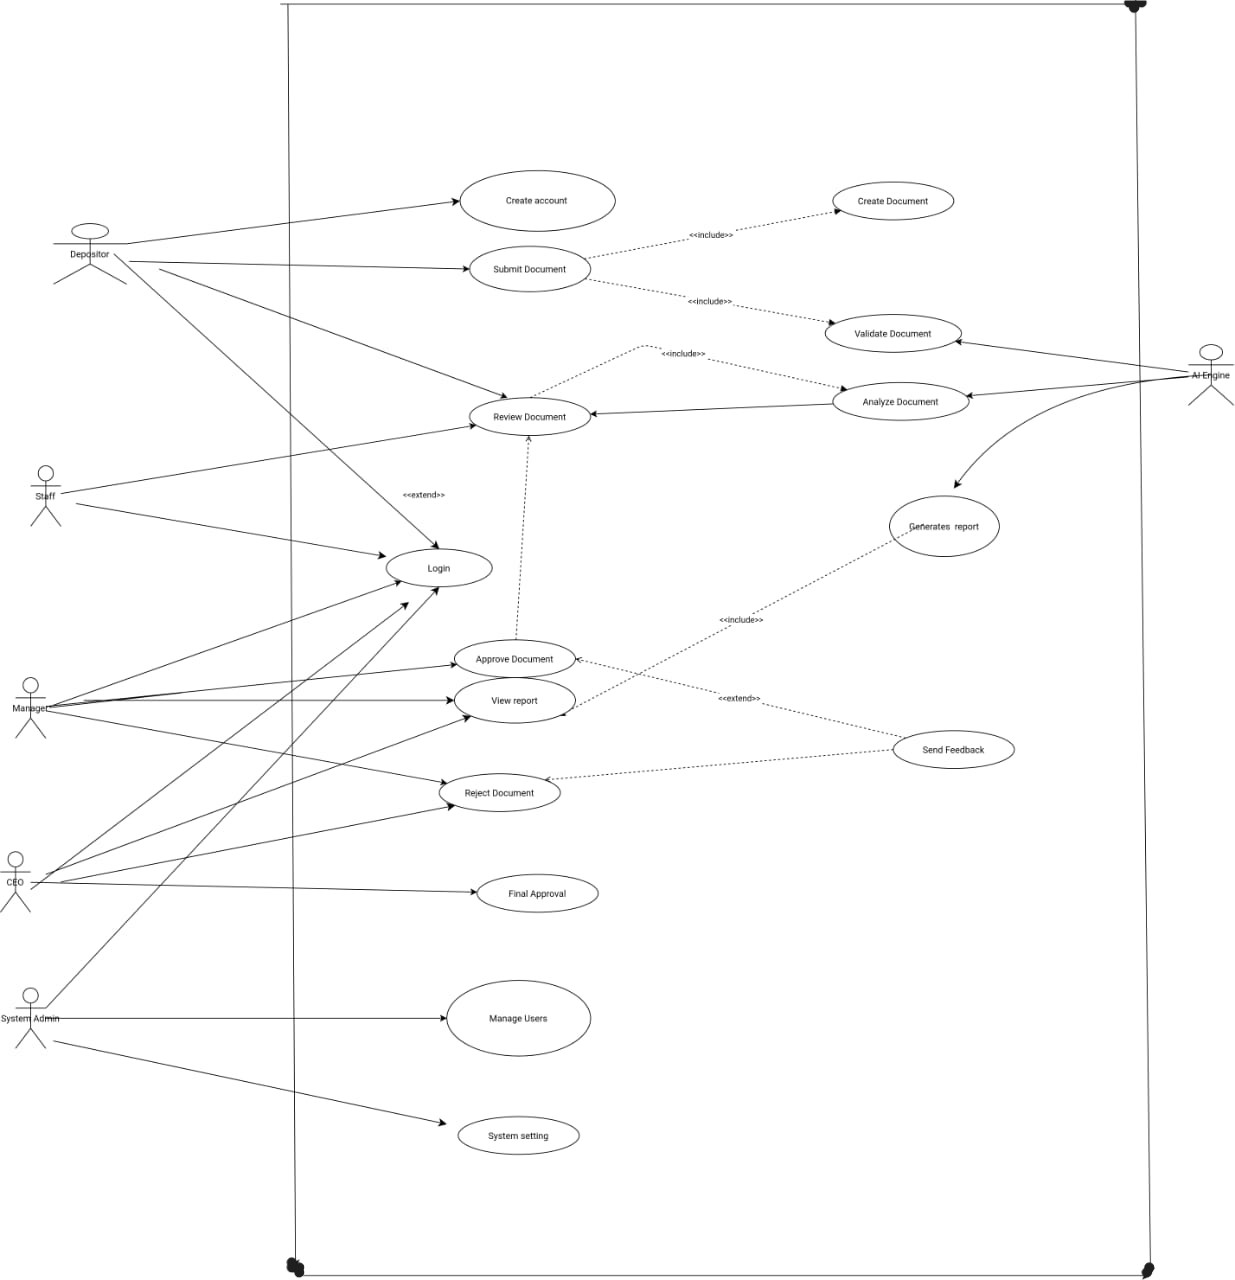 Create account
Create Document
<<include>>
Depositor
Submit Document
<<include>>
Validate Document
<<include>>
AI Engine
Analyze Document
Review Document
Staff
<<extend>>
Generates  report
Login
<<include>>
Approve Document
View report
<<extend>>
Manager
Send Feedback
Reject Document
CEO
Final Approval
System Admin
Manage Users
System setting